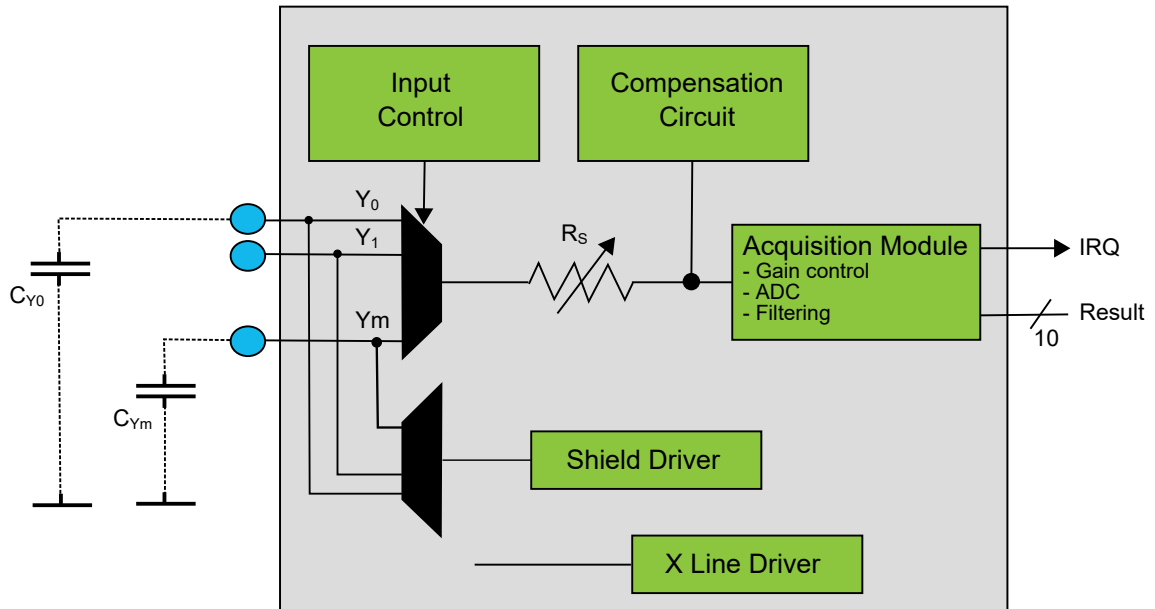 Input
Control
Compensation
Circuit
Y0
Y1
RS
Acquisition Module
- Gain control
- ADC
- Filtering
IRQ
Result
10
CY0
Ym
CYm
Shield Driver
X Line Driver